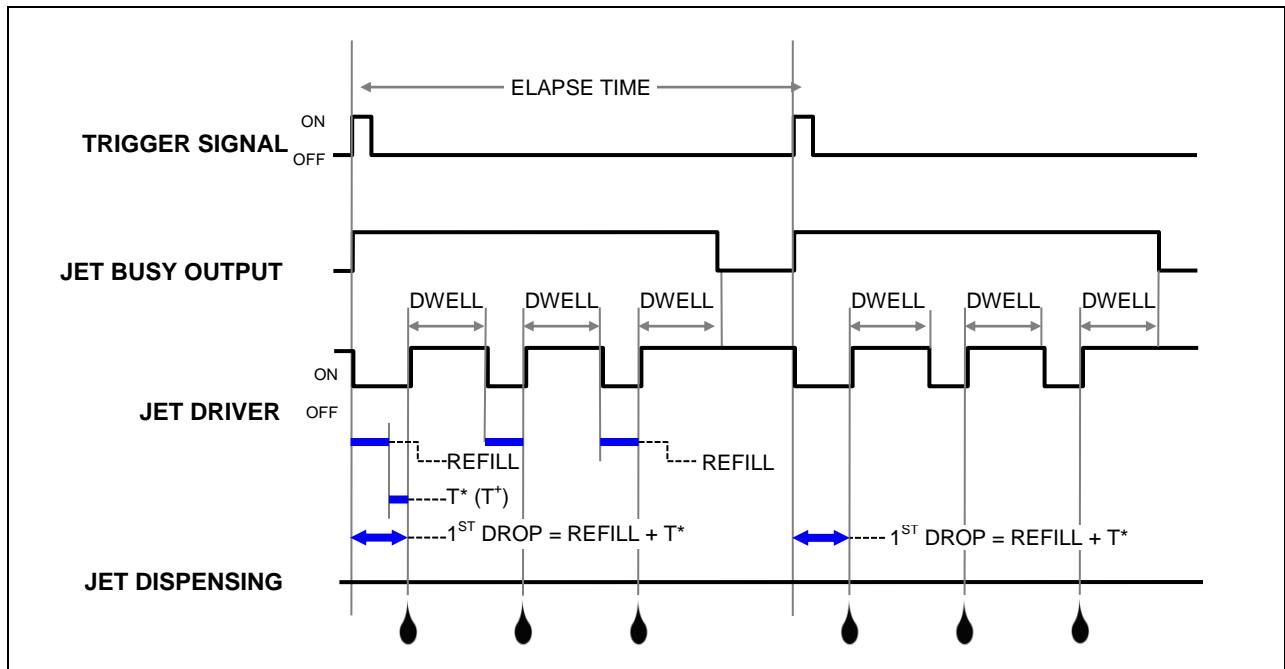 ELAPSE TIME
ON
TRIGGER SIGNAL
OFF
JET BUSY OUTPUT
DWELL DWELL DWELL DWELL DWELL DWELL
ON
JET DRIVER
OFF
REFILL REFILL
T* (T⁺)
1ST DROP = REFILL + T* 1ST DROP = REFILL + T*
JET DISPENSING